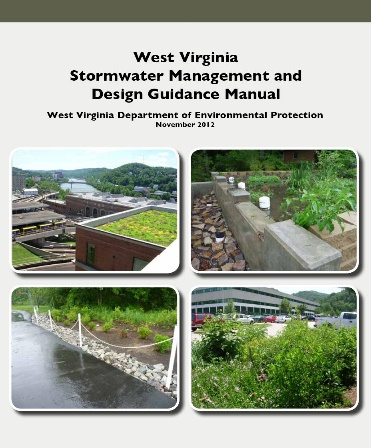 West Virginia
Stormwater Management and
Design Guidance Manual
West Virginia Department of Environmental Protection
November 2012